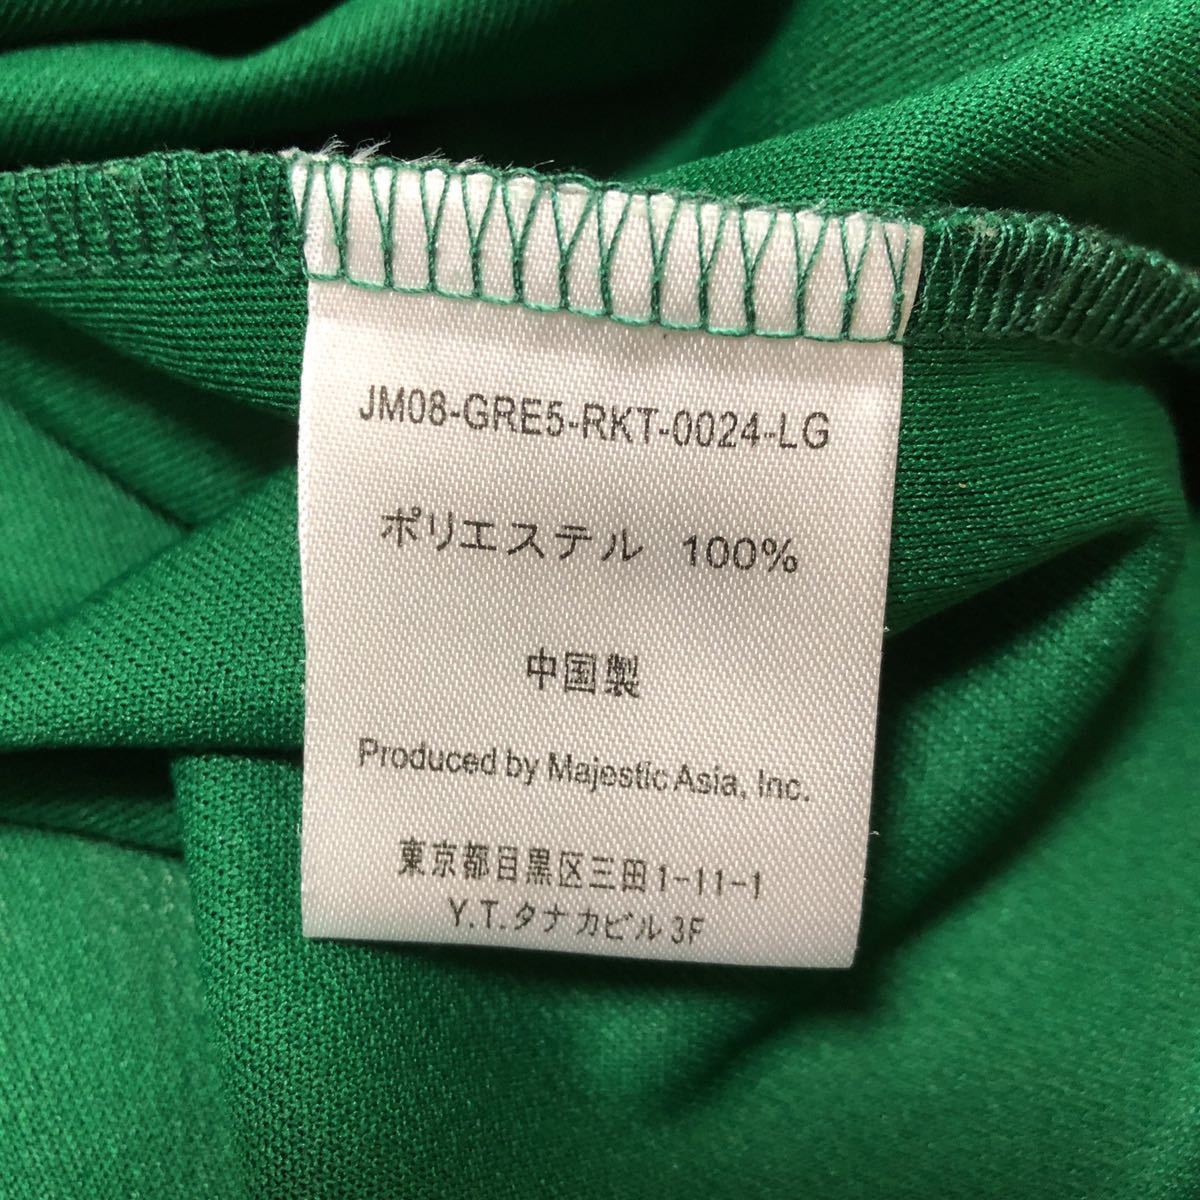 JM08-GRE5-RKT-0024-LG
ポリエステル 100%
中国製
Produced by Majestic Asia, Inc.
東京都目黒区三田1-11-1
Y.T.タナカビル3F